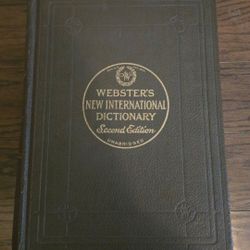 WEBSTER'S
NEW INTERNATIONAL
DICTIONARY
Second Edition
UNABRIDGED